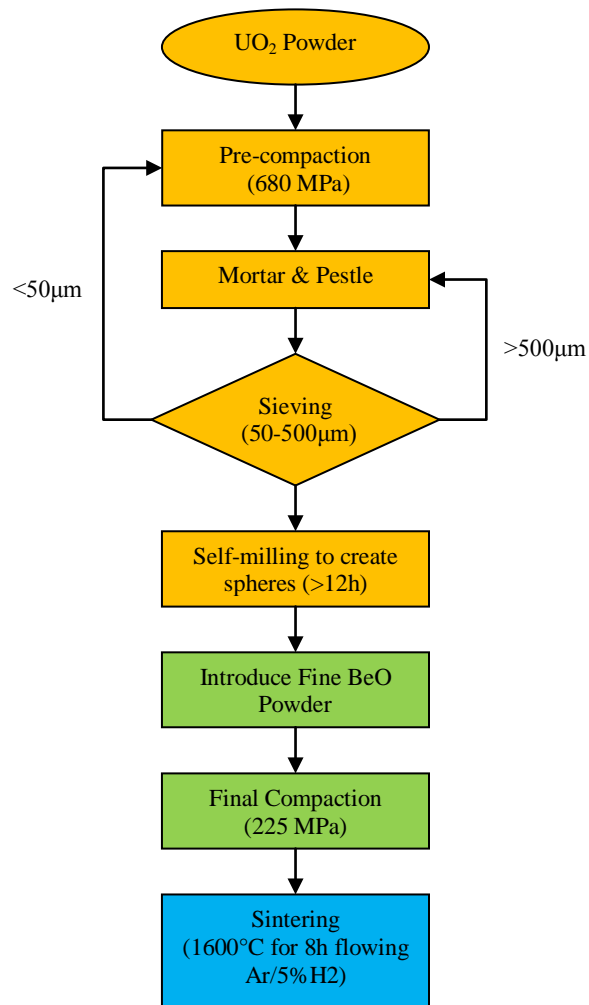 UO₂ Powder
Pre-compaction
(680 MPa)
Mortar & Pestle
<50μm
>500μm
Sieving
(50-500μm)
Self-milling to create
spheres (>12h)
Introduce Fine BeO
Powder
Final Compaction
(225 MPa)
Sintering
(1600°C for 8h flowing
Ar/5%H2)